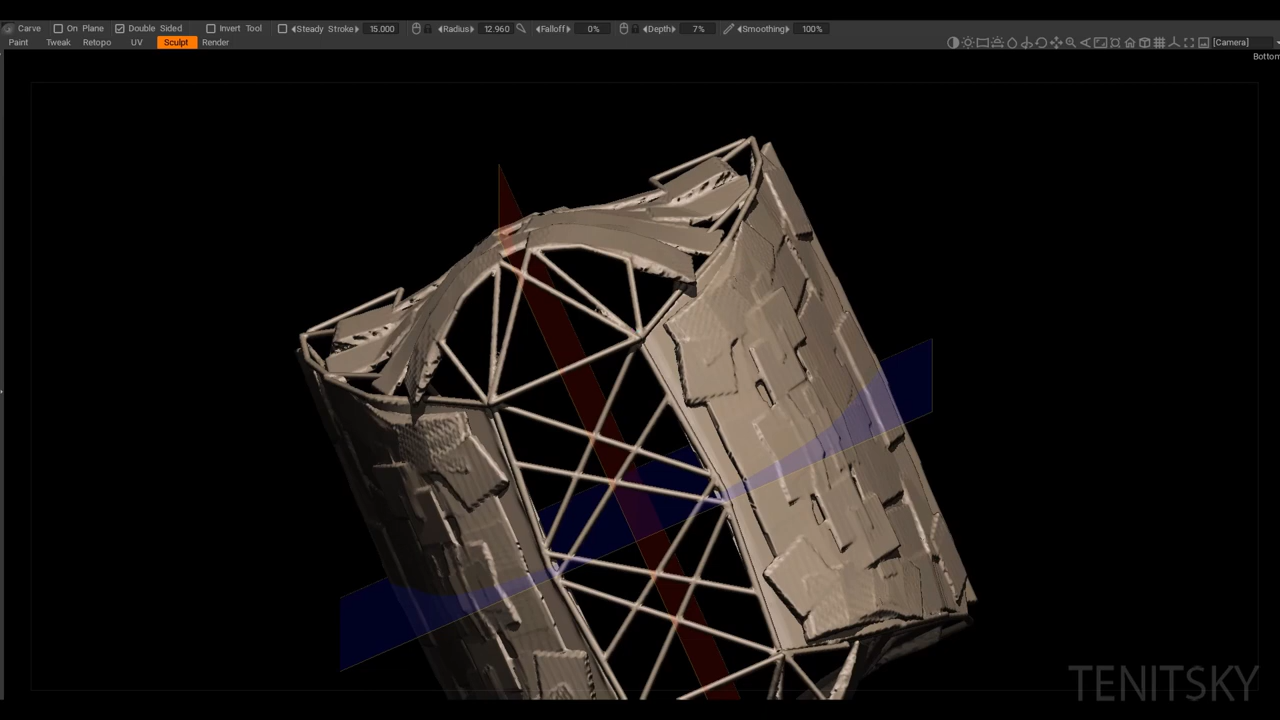 Carve On Plane Double Sided Invert Tool Steady Stroke 15.000 Radius 12.960 Falloff 0% Depth 7% Smoothing 100%
Paint Tweak Retopo UV Sculpt Render [Camera]
Bottom
TENITSKY